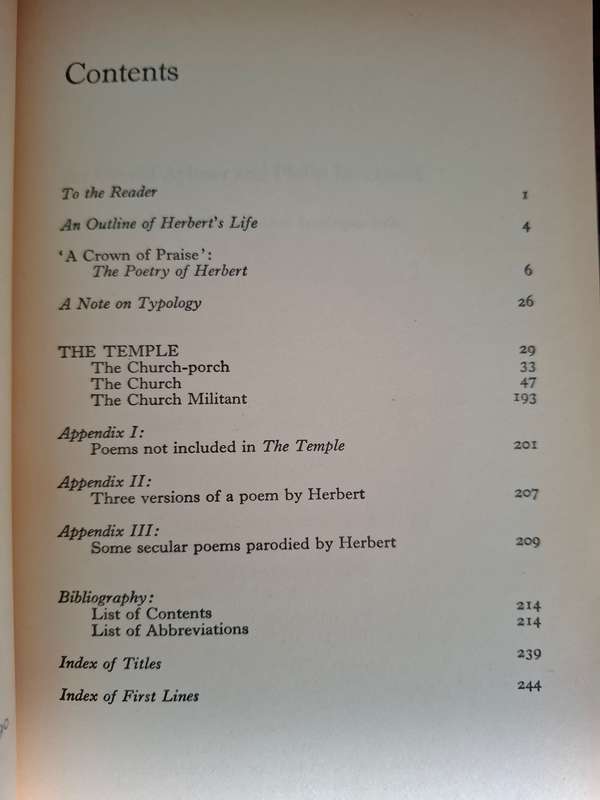 Contents
To the Reader 1
An Outline of Herbert's Life 4
'A Crown of Praise':
The Poetry of Herbert 6
A Note on Typology 26
THE TEMPLE 29
The Church-porch 33
The Church 47
The Church Militant 193
Appendix I:
Poems not included in The Temple 201
Appendix II:
Three versions of a poem by Herbert 207
Appendix III:
Some secular poems parodied by Herbert 209
Bibliography:
List of Contents 214
List of Abbreviations 214
Index of Titles 239
Index of First Lines 244